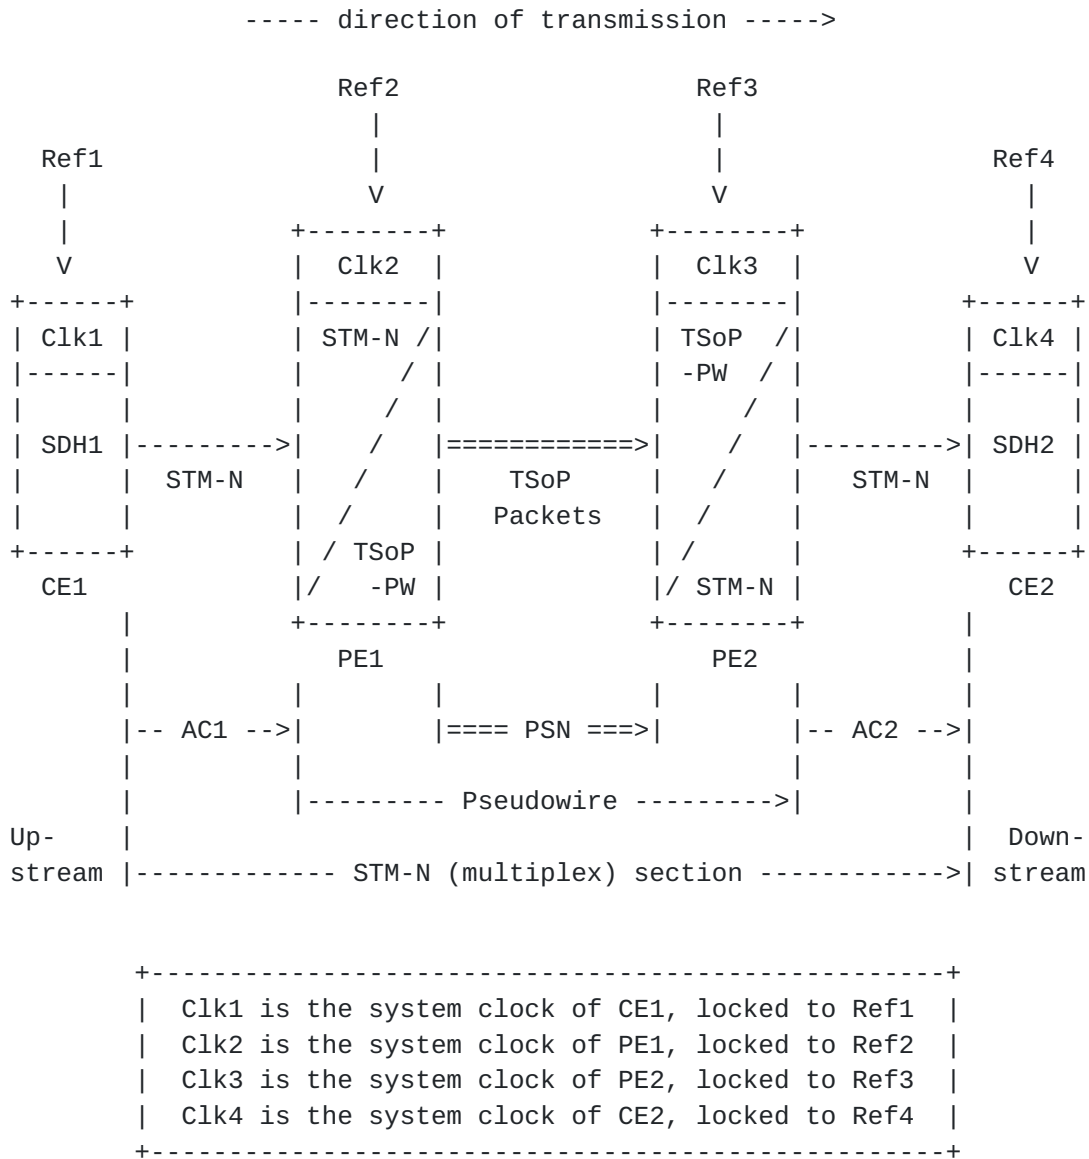 ----- direction of transmission ----->
Ref2 Ref3
Ref1 Ref4
V V
V Clk2 Clk3 V
Clk1 STM-N TSoP Clk4
-PW
SDH1 ---------> ============> ---------> SDH2
STM-N TSoP STM-N
Packets
TSoP
CE1 -PW STM-N CE2
PE1 PE2
-- AC1 --> ==== PSN ===> -- AC2 -->
--------- Pseudowire --------->
Up- Down-
stream ------------- STM-N (multiplex) section ------------> stream
Clk1 is the system clock of CE1, locked to Ref1
Clk2 is the system clock of PE1, locked to Ref2
Clk3 is the system clock of PE2, locked to Ref3
Clk4 is the system clock of CE2, locked to Ref4